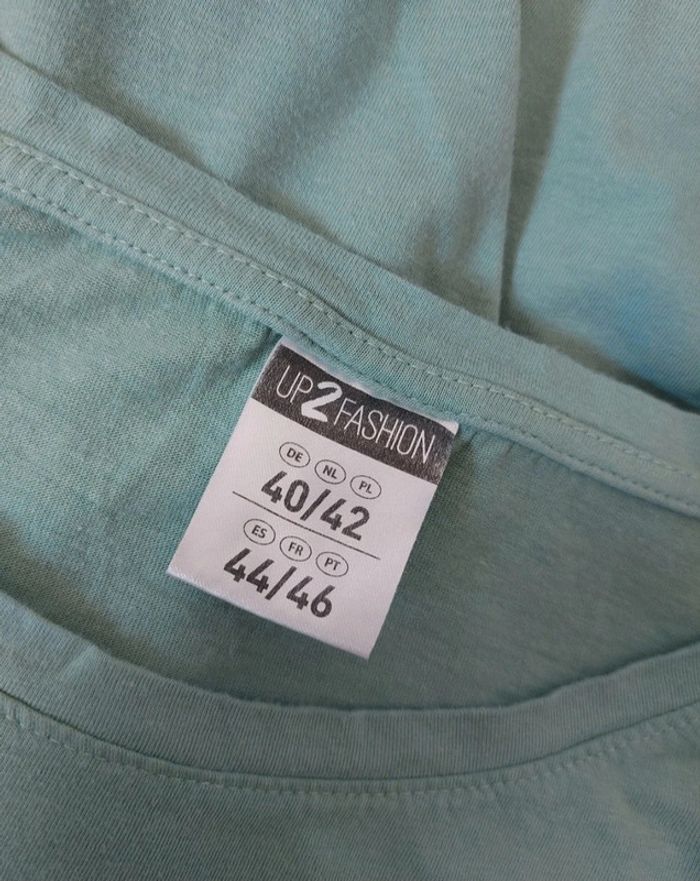 UP2FASHION
DE NL PL
40/42
ES FR PT
44/46